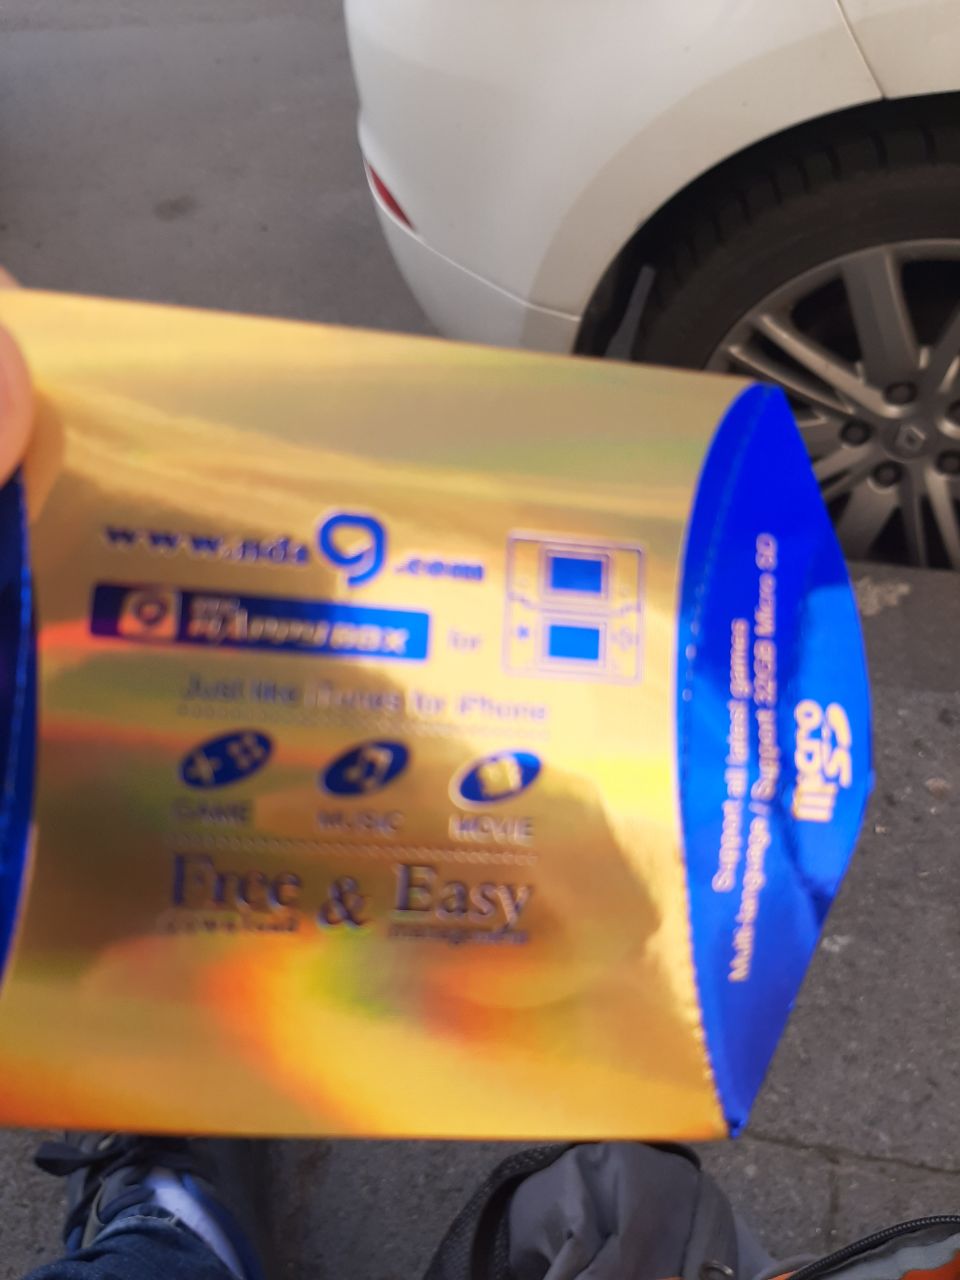 www.nds9.com
for
Just like iTunes for iPhone
GAME MUSIC MOVIE
Free & Easy
download
Support all latest games
Multi-language / Support 32GB Micro SD